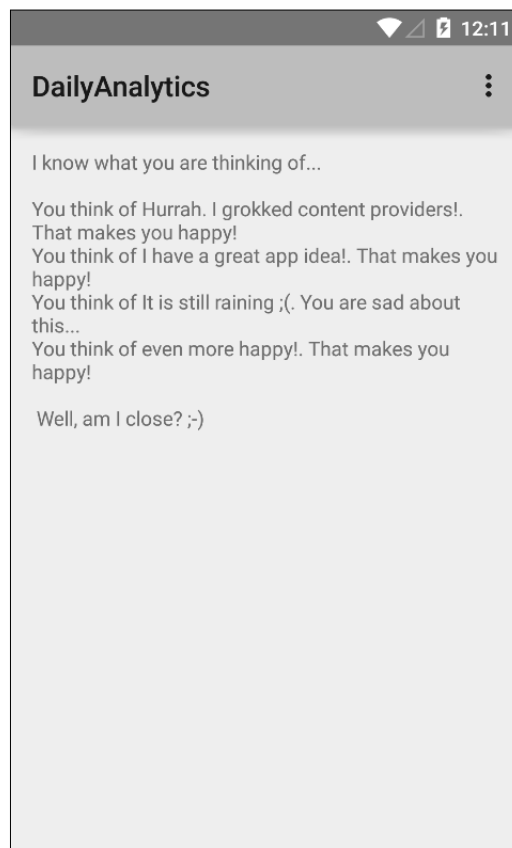 12:11
DailyAnalytics
I know what you are thinking of...
You think of Hurrah. I grokked content providers!.
That makes you happy!
You think of I have a great app idea!. That makes you
happy!
You think of It is still raining ;(. You are sad about
this...
You think of even more happy!. That makes you
happy!
Well, am I close? ;-)